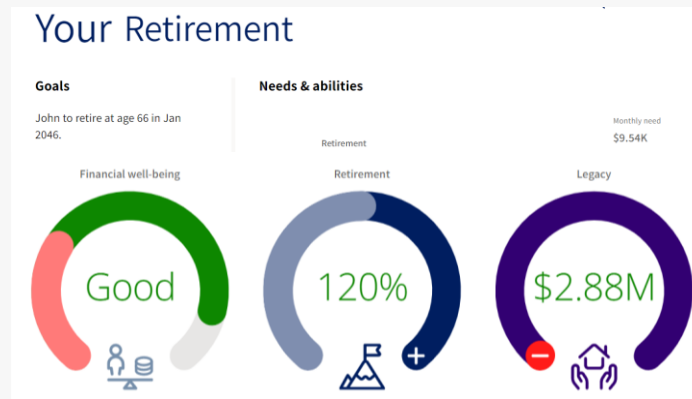 Your Retirement
Goals
Needs & abilities
John to retire at age 66 in Jan
2046.
Monthly need
$9.54K
Retirement
Financial well-being
Retirement
Legacy
Good
120%
$2.88M